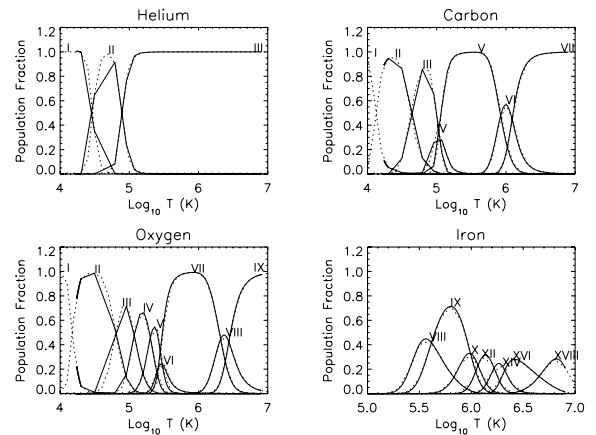 Helium
Population Fraction
1.2
1.0
0.8
0.6
0.4
0.2
0.0
I
II
III
4
5
6
7
Log10 T (K)
Carbon
Population Fraction
1.2
1.0
0.8
0.6
0.4
0.2
0.0
I
II
III
IV
V
VI
VII
4
5
6
7
Log10 T (K)
Oxygen
Population Fraction
1.2
1.0
0.8
0.6
0.4
0.2
0.0
I
II
III
IV
V
VI
VII
VIII
IX
4
5
6
7
Log10 T (K)
Iron
Population Fraction
1.2
1.0
0.8
0.6
0.4
0.2
0.0
VIII
IX
X
XII
XIV
XVI
XVIII
5.0
5.5
6.0
6.5
7.0
Log10 T (K)